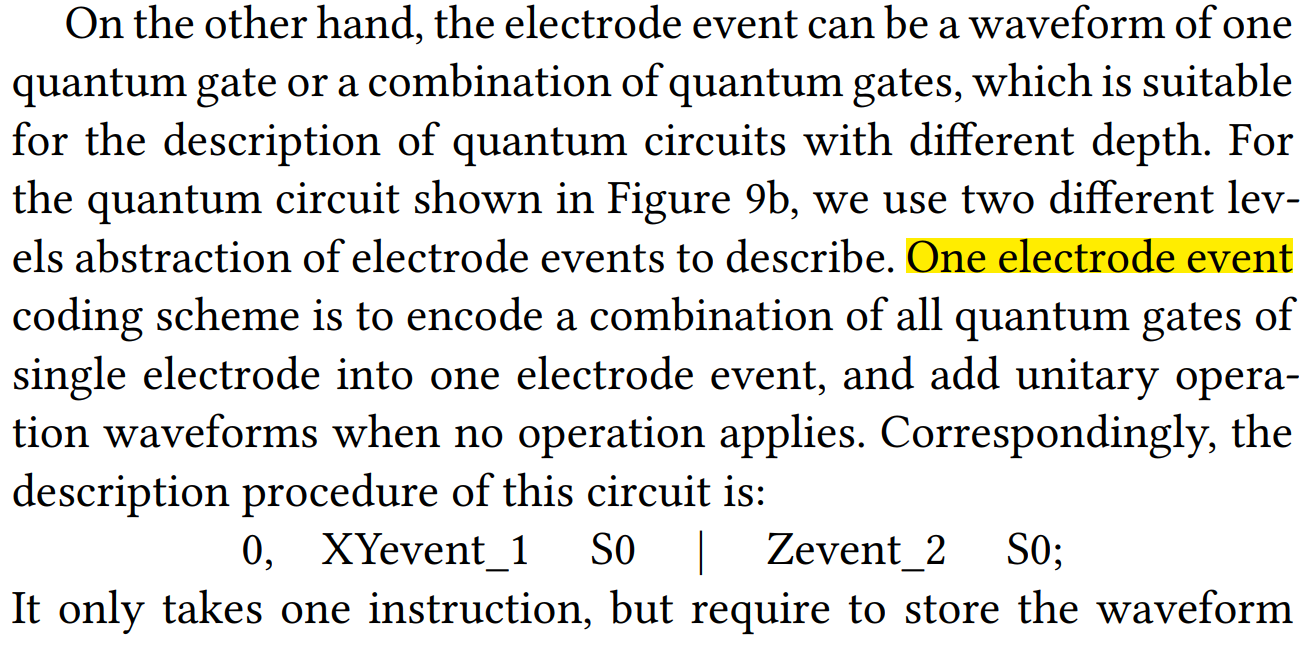 On the other hand, the electrode event can be a waveform of one
quantum gate or a combination of quantum gates, which is suitable
for the description of quantum circuits with different depth. For
the quantum circuit shown in Figure 9b, we use two different lev-
els abstraction of electrode events to describe. One electrode event
coding scheme is to encode a combination of all quantum gates of
single electrode into one electrode event, and add unitary opera-
tion waveforms when no operation applies. Correspondingly, the
description procedure of this circuit is:
0, XYevent_1 S0 | Zevent_2 S0;
It only takes one instruction, but require to store the waveform